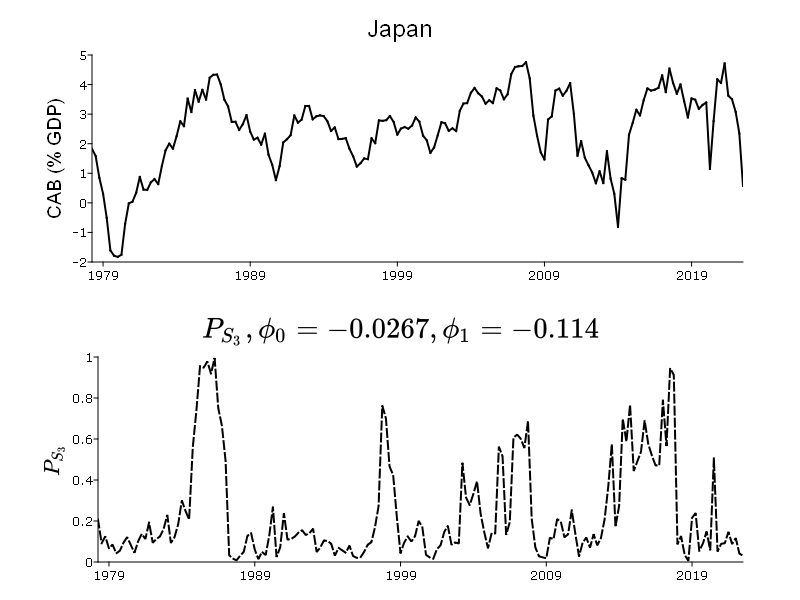 Japan
CAB (% GDP)
5
4
3
2
1
0
-1
-2
1979 1989 1999 2009 2019
P_{S_3}, ϕ_0 = −0.0267, ϕ_1 = −0.114
P_{S_3}
1
0.8
0.6
0.4
0.2
0
1979 1989 1999 2009 2019